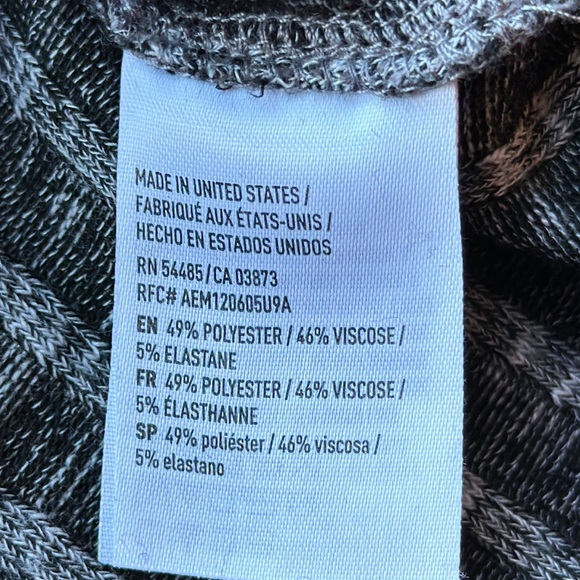 MADE IN UNITED STATES /
FABRIQUÉ AUX ÉTATS-UNIS /
HECHO EN ESTADOS UNIDOS
RN 54485 / CA 03873
RFC# AEM120605U9A
EN 49% POLYESTER / 46% VISCOSE /
5% ELASTANE
FR 49% POLYESTER / 46% VISCOSE /
5% ÉLASTHANNE
SP 49% poliéster / 46% viscosa /
5% elastano